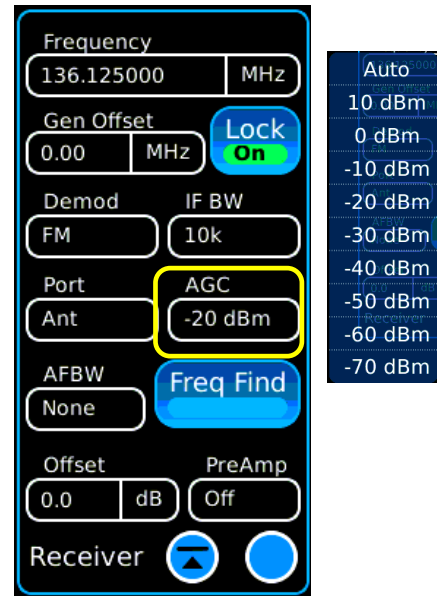 Frequency
136.125000 MHz
Gen Offset
0.00 MHz
Lock
On
Demod IF BW
FM 10k
Port AGC
Ant -20 dBm
AFBW
None
Freq Find
Offset PreAmp
0.0 dB Off
Receiver
Auto
10 dBm
0 dBm
-10 dBm
-20 dBm
-30 dBm
-40 dBm
-50 dBm
-60 dBm
-70 dBm